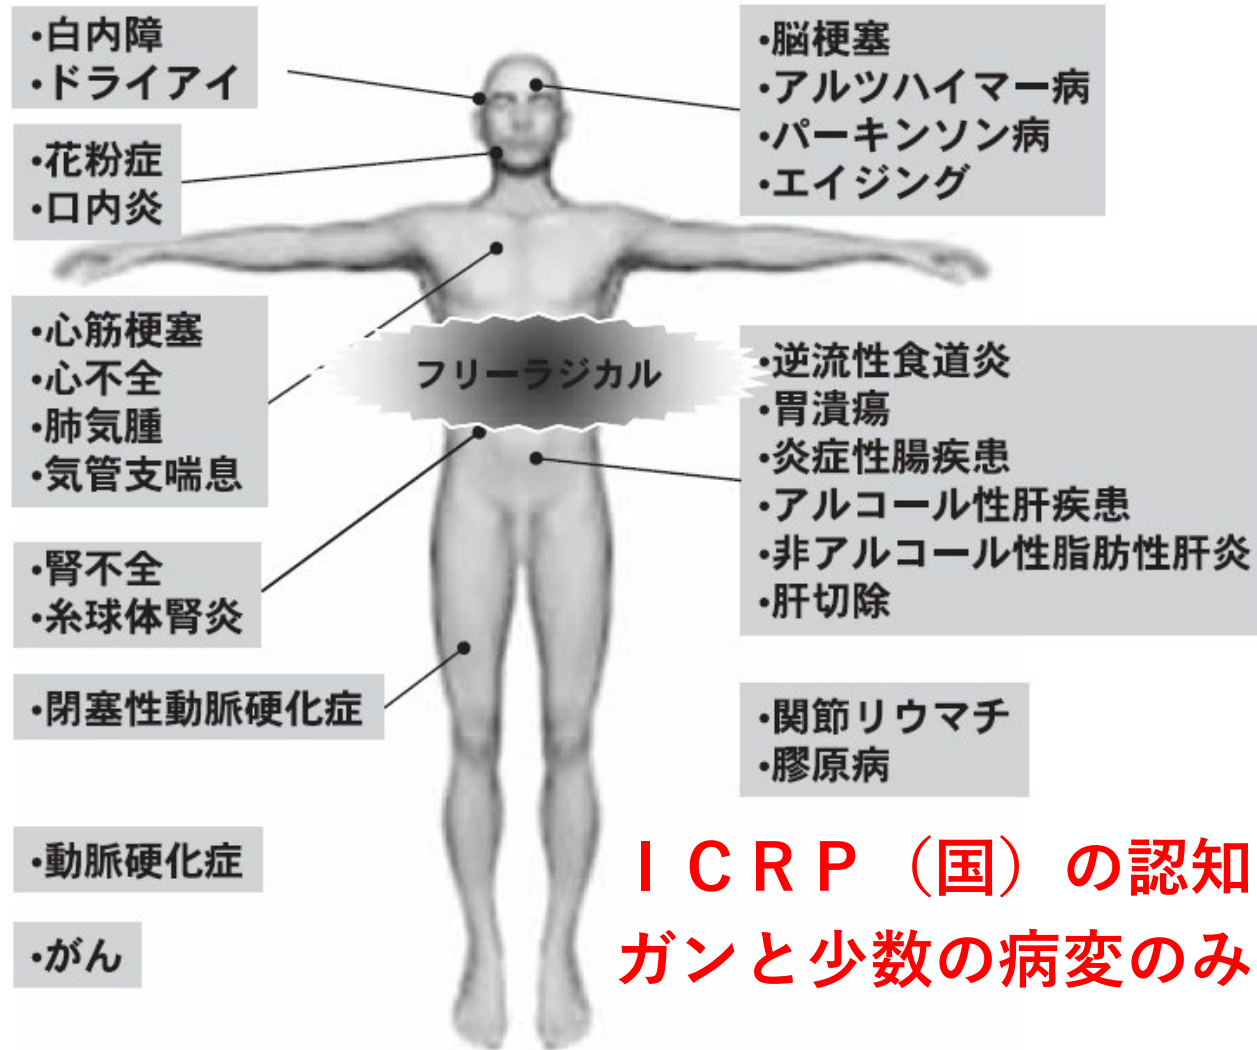 ・白内障
・ドライアイ
・花粉症
・口内炎
・心筋梗塞
・心不全
・肺気腫
・気管支喘息
・腎不全
・糸球体腎炎
・閉塞性動脈硬化症
・動脈硬化症
・がん
フリーラジカル
・脳梗塞
・アルツハイマー病
・パーキンソン病
・エイジング
・逆流性食道炎
・胃潰瘍
・炎症性腸疾患
・アルコール性肝疾患
・非アルコール性脂肪性肝炎
・肝切除
・関節リウマチ
・膠原病
ＩＣＲＰ（国）の認知
ガンと少数の病変のみ